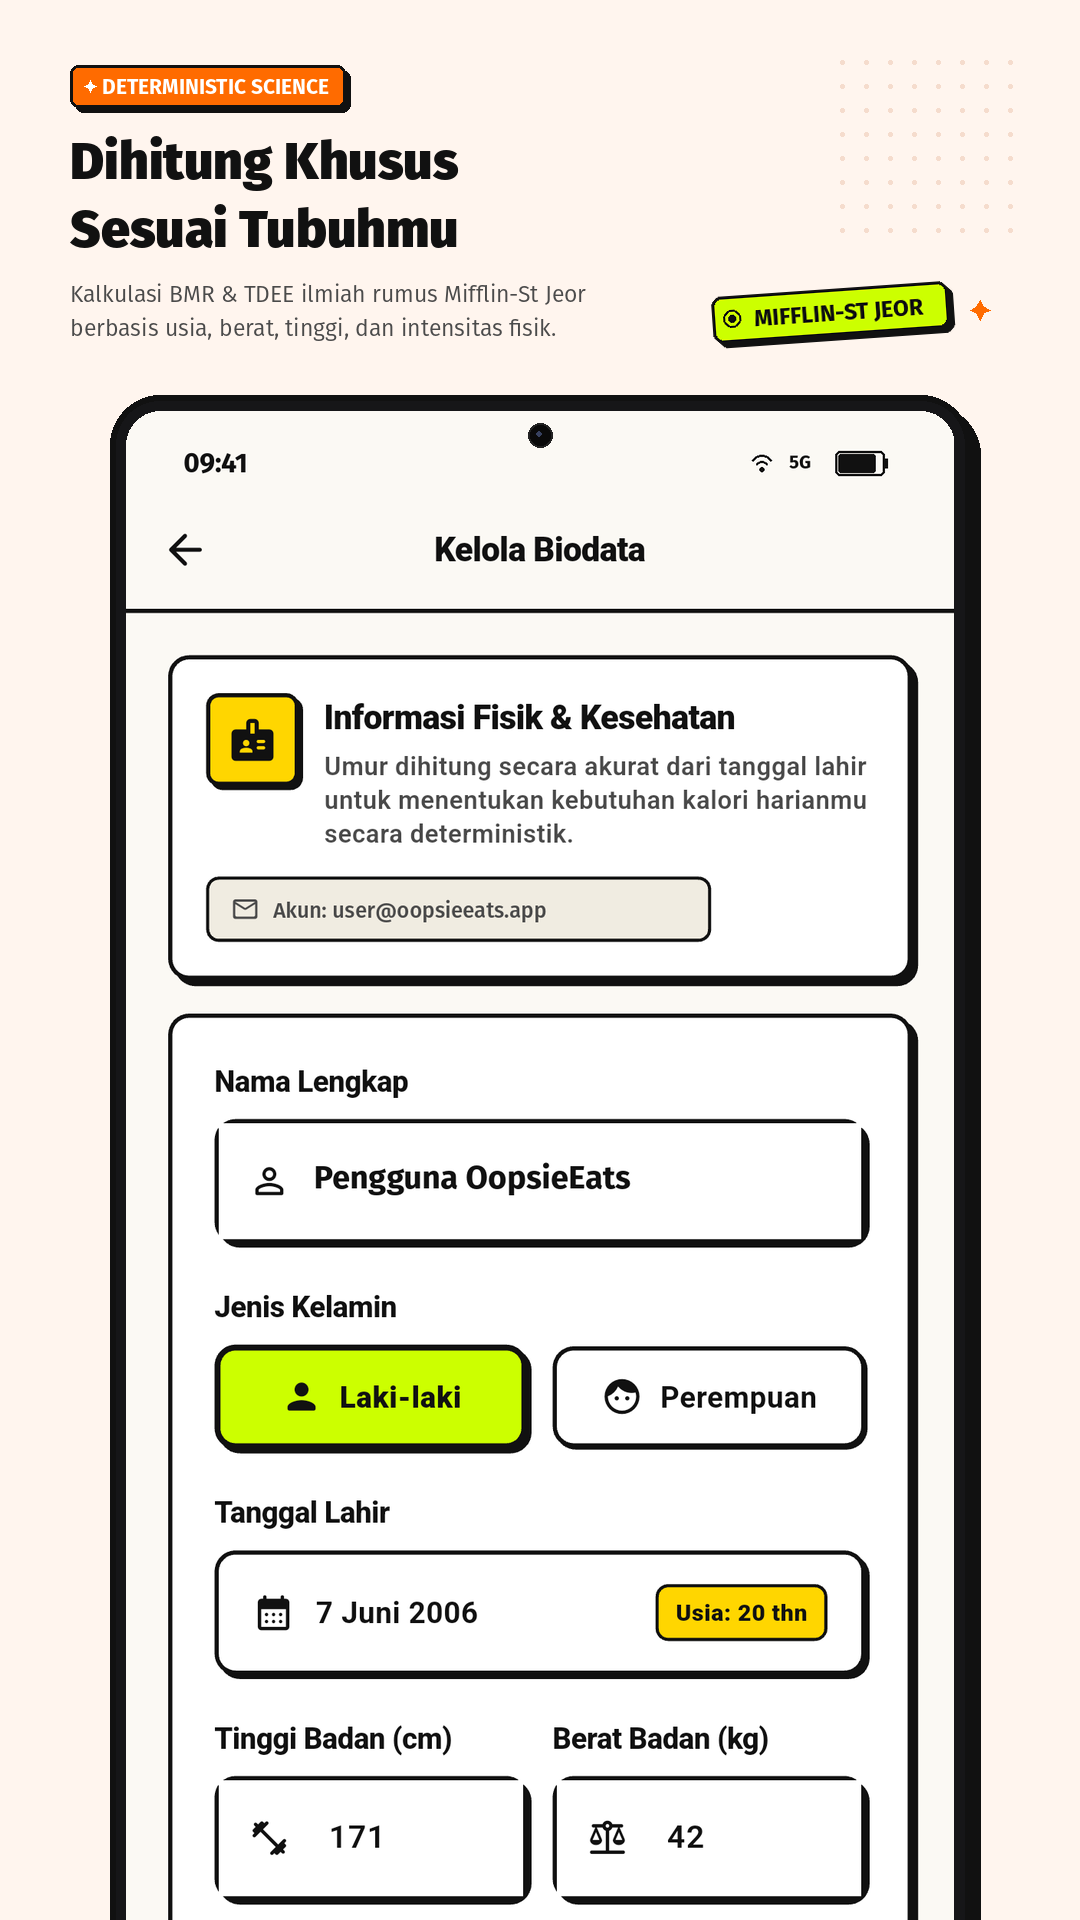 DETERMINISTIC SCIENCE
Dihitung Khusus
Sesuai Tubuhmu
Kalkulasi BMR & TDEE ilmiah rumus Mifflin-St Jeor
berbasis usia, berat, tinggi, dan intensitas fisik.
MIFFLIN-ST JEOR
09:41
5G
Kelola Biodata
Informasi Fisik & Kesehatan
Umur dihitung secara akurat dari tanggal lahir
untuk menentukan kebutuhan kalori harianmu
secara deterministik.
Akun: user@oopsieeats.app
Nama Lengkap
Pengguna OopsieEats
Jenis Kelamin
Laki-laki
Perempuan
Tanggal Lahir
7 Juni 2006
Usia: 20 thn
Tinggi Badan (cm)
Berat Badan (kg)
171
42